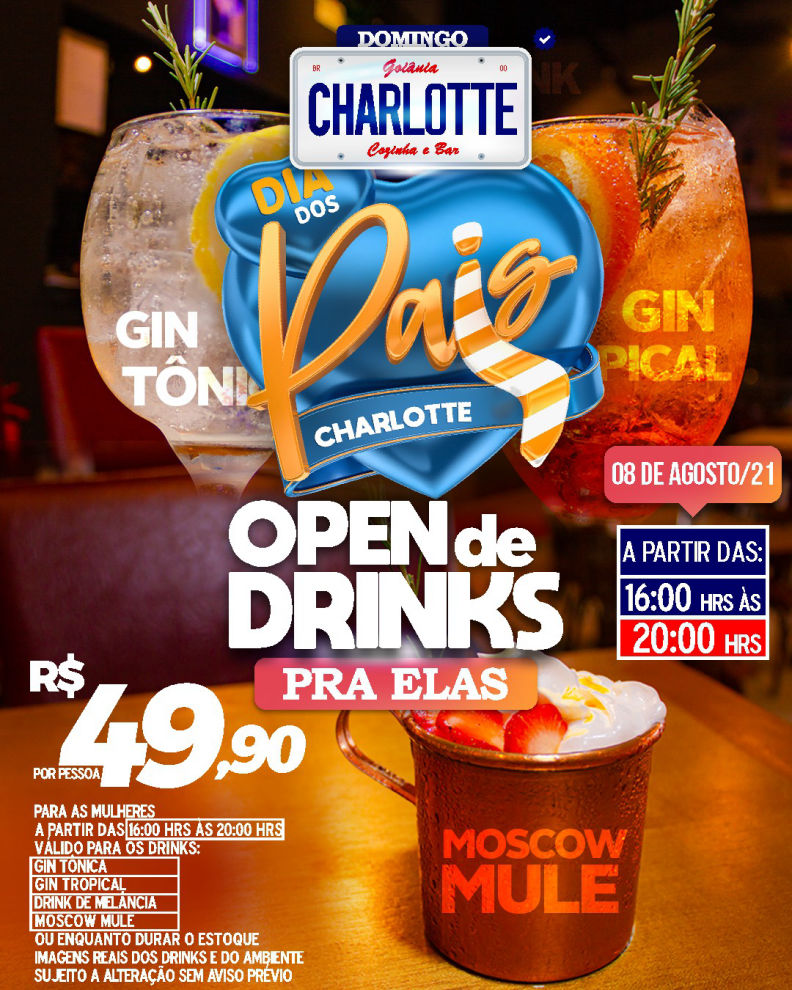 DOMINGO
BR Goiânia 00
CHARLOTTE
Cozinha e Bar
DIA
DOS
Pais
CHARLOTTE
GIN
TÔNI
GIN
PICAL
08 DE AGOSTO/21
OPEN de
DRINKS
PRA ELAS
A PARTIR DAS:
16:00 HRS ÀS
20:00 HRS
R$
49,90
POR PESSOA
PARA AS MULHERES
A PARTIR DAS 16:00 HRS ÀS 20:00 HRS
VÁLIDO PARA OS DRINKS:
GIN TÔNICA
GIN TROPICAL
DRINK DE MELÂNCIA
MOSCOW MULE
OU ENQUANTO DURAR O ESTOQUE
IMAGENS REAIS DOS DRINKS E DO AMBIENTE
SUJEITO A ALTERAÇÃO SEM AVISO PRÉVIO
MOSCOW
MULE